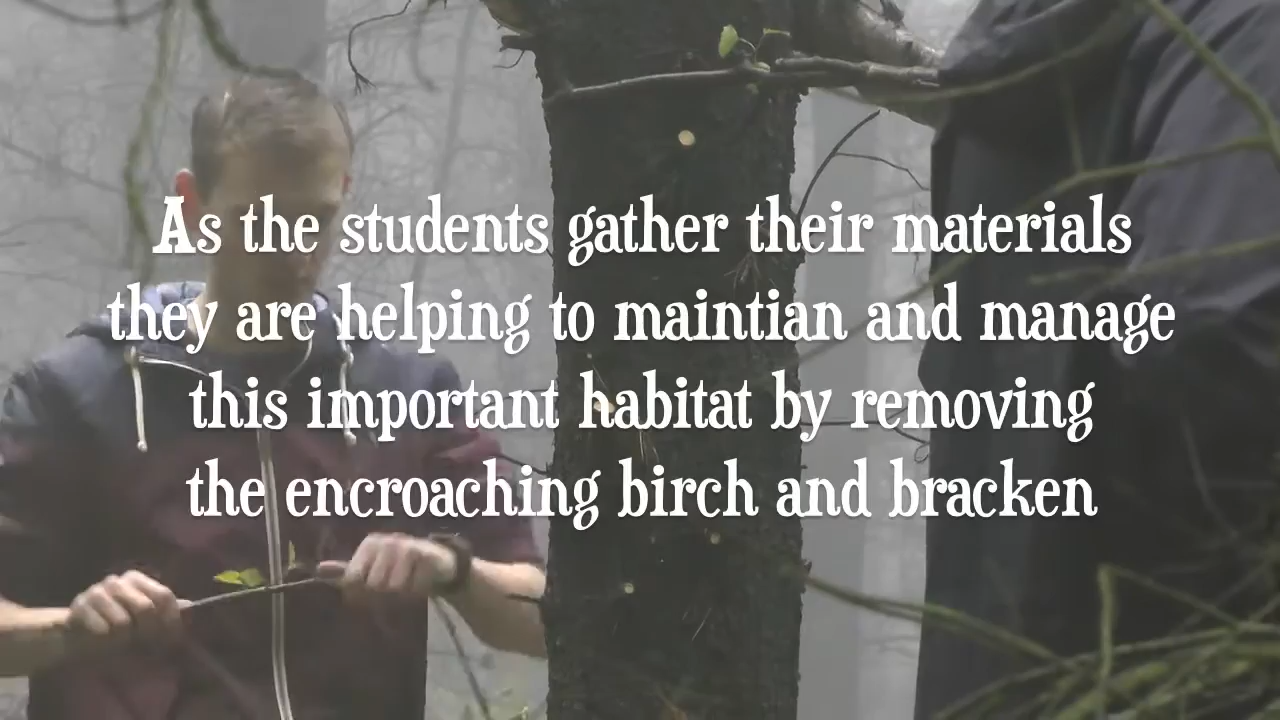 As the students gather their materials
they are helping to maintian and manage
this important habitat by removing
the encroaching birch and bracken